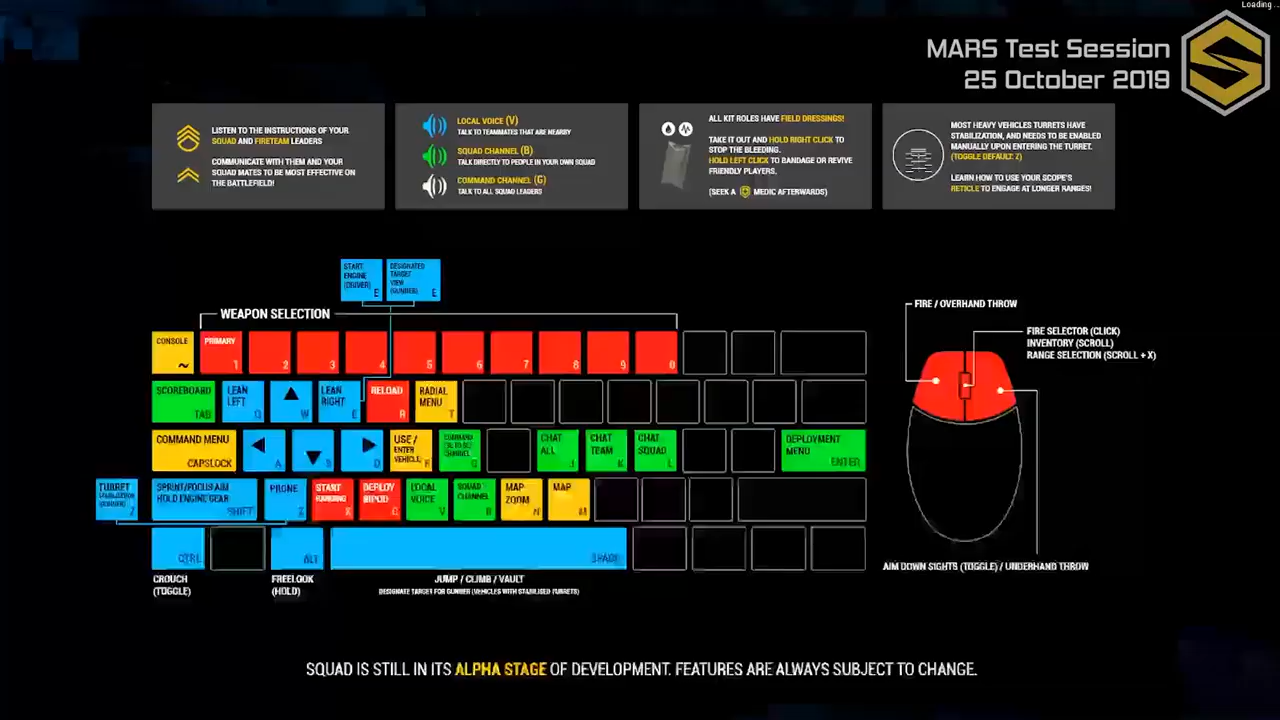 Loading...
MARS Test Session
25 October 2019
LISTEN TO THE INSTRUCTIONS OF YOUR
SQUAD AND FIRETEAM LEADERS
COMMUNICATE WITH THEM AND YOUR
SQUAD MATES TO BE MOST EFFECTIVE ON
THE BATTLEFIELD!
LOCAL VOICE (V)
TALK TO TEAMMATES THAT ARE NEARBY
SQUAD CHANNEL (B)
TALK DIRECTLY TO PEOPLE IN YOUR OWN SQUAD
COMMAND CHANNEL (G)
TALK TO ALL SQUAD LEADERS
ALL KIT ROLES HAVE FIELD DRESSINGS!
TAKE IT OUT AND HOLD RIGHT CLICK TO
STOP THE BLEEDING.
HOLD LEFT CLICK TO BANDAGE OR REVIVE
FRIENDLY PLAYERS.
(SEEK A MEDIC AFTERWARDS)
MOST HEAVY VEHICLES TURRETS HAVE
STABILIZATION, AND NEEDS TO BE ENABLED
MANUALLY UPON ENTERING THE TURRET.
(TOGGLE DEFAULT: Z)
LEARN HOW TO USE YOUR SCOPE'S
RETICLE TO ENGAGE AT LONGER RANGES!
START
ENGINE
(DRIVER)
E
DESIGNATED
TARGET
VIEW
(GUNNER)
E
WEAPON SELECTION
CONSOLE
~
PRIMARY
1
2
3
4
5
6
7
8
9
0
SCOREBOARD
TAB
LEAN
LEFT
Q
W
LEAN
RIGHT
E
RELOAD
R
RADIAL
MENU
T
COMMAND MENU
CAPSLOCK
A
S
D
USE /
ENTER
VEHICLE
F
COMMAND
CHANNEL
G
CHAT
ALL
J
CHAT
TEAM
K
CHAT
SQUAD
L
DEPLOYMENT
MENU
ENTER
TURRET
Z
SPRINT/FOCUS AIM
HOLD ENGINE GEAR
SHIFT
PRONE
Z
START
RANGING
X
DEPLOY
BIPOD
C
LOCAL
VOICE
V
SQUAD
CHANNEL
B
MAP
ZOOM
N
MAP
M
CTRL
ALT
SPACE
CROUCH
(TOGGLE)
FREELOOK
(HOLD)
JUMP / CLIMB / VAULT
DESIGNATE TARGET FOR GUNNER (VEHICLES WITH STABILISED TURRETS)
FIRE / OVERHAND THROW
FIRE SELECTOR (CLICK)
INVENTORY (SCROLL)
RANGE SELECTION (SCROLL + X)
AIM DOWN SIGHTS (TOGGLE) / UNDERHAND THROW
SQUAD IS STILL IN ITS ALPHA STAGE OF DEVELOPMENT. FEATURES ARE ALWAYS SUBJECT TO CHANGE.